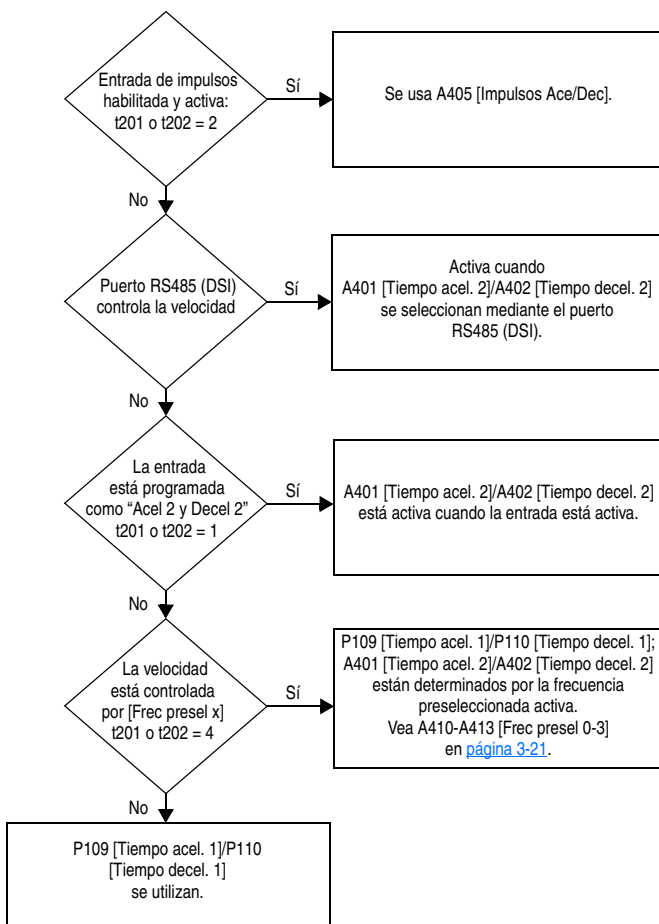 Entrada de impulsos
habilitada y activa:
t201 o t202 = 2
Sí
Se usa A405 [Impulsos Ace/Dec].
No
Puerto RS485 (DSI)
controla la velocidad
Sí
Activa cuando
A401 [Tiempo acel. 2]/A402 [Tiempo decel. 2]
se seleccionan mediante el puerto
RS485 (DSI).
No
La entrada
está programada
como “Acel 2 y Decel 2”
t201 o t202 = 1
Sí
A401 [Tiempo acel. 2]/A402 [Tiempo decel. 2]
está activa cuando la entrada está activa.
No
La velocidad
está controlada
por [Frec presel x]
t201 o t202 = 4
Sí
P109 [Tiempo acel. 1]/P110 [Tiempo decel. 1];
A401 [Tiempo acel. 2]/A402 [Tiempo decel. 2]
están determinados por la frecuencia
preseleccionada activa.
Vea A410-A413 [Frec presel 0-3]
en página 3-21.
No
P109 [Tiempo acel. 1]/P110
[Tiempo decel. 1]
se utilizan.